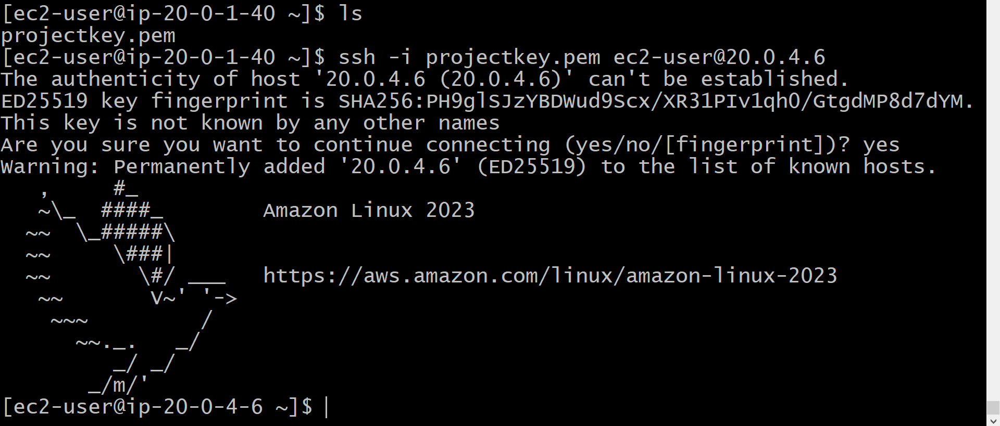 [ec2-user@ip-20-0-1-40 ~]$ ls
projectkey.pem
[ec2-user@ip-20-0-1-40 ~]$ ssh -i projectkey.pem ec2-user@20.0.4.6
The authenticity of host '20.0.4.6 (20.0.4.6)' can't be established.
ED25519 key fingerprint is SHA256:PH9glSJzYBDWud9Scx/XR31PIv1qhO/GtgdMP8d7dYM.
This key is not known by any other names
Are you sure you want to continue connecting (yes/no/[fingerprint])? yes
Warning: Permanently added '20.0.4.6' (ED25519) to the list of known hosts.
   ,     #_
   ~\_  ####_        Amazon Linux 2023
  ~~  \_#####\
  ~~     \###|
  ~~       \#/ ___   https://aws.amazon.com/linux/amazon-linux-2023
   ~~       V~' '->
    ~~~         /
      ~~._.   _/
         _/ _/
       _/m/'
[ec2-user@ip-20-0-4-6 ~]$